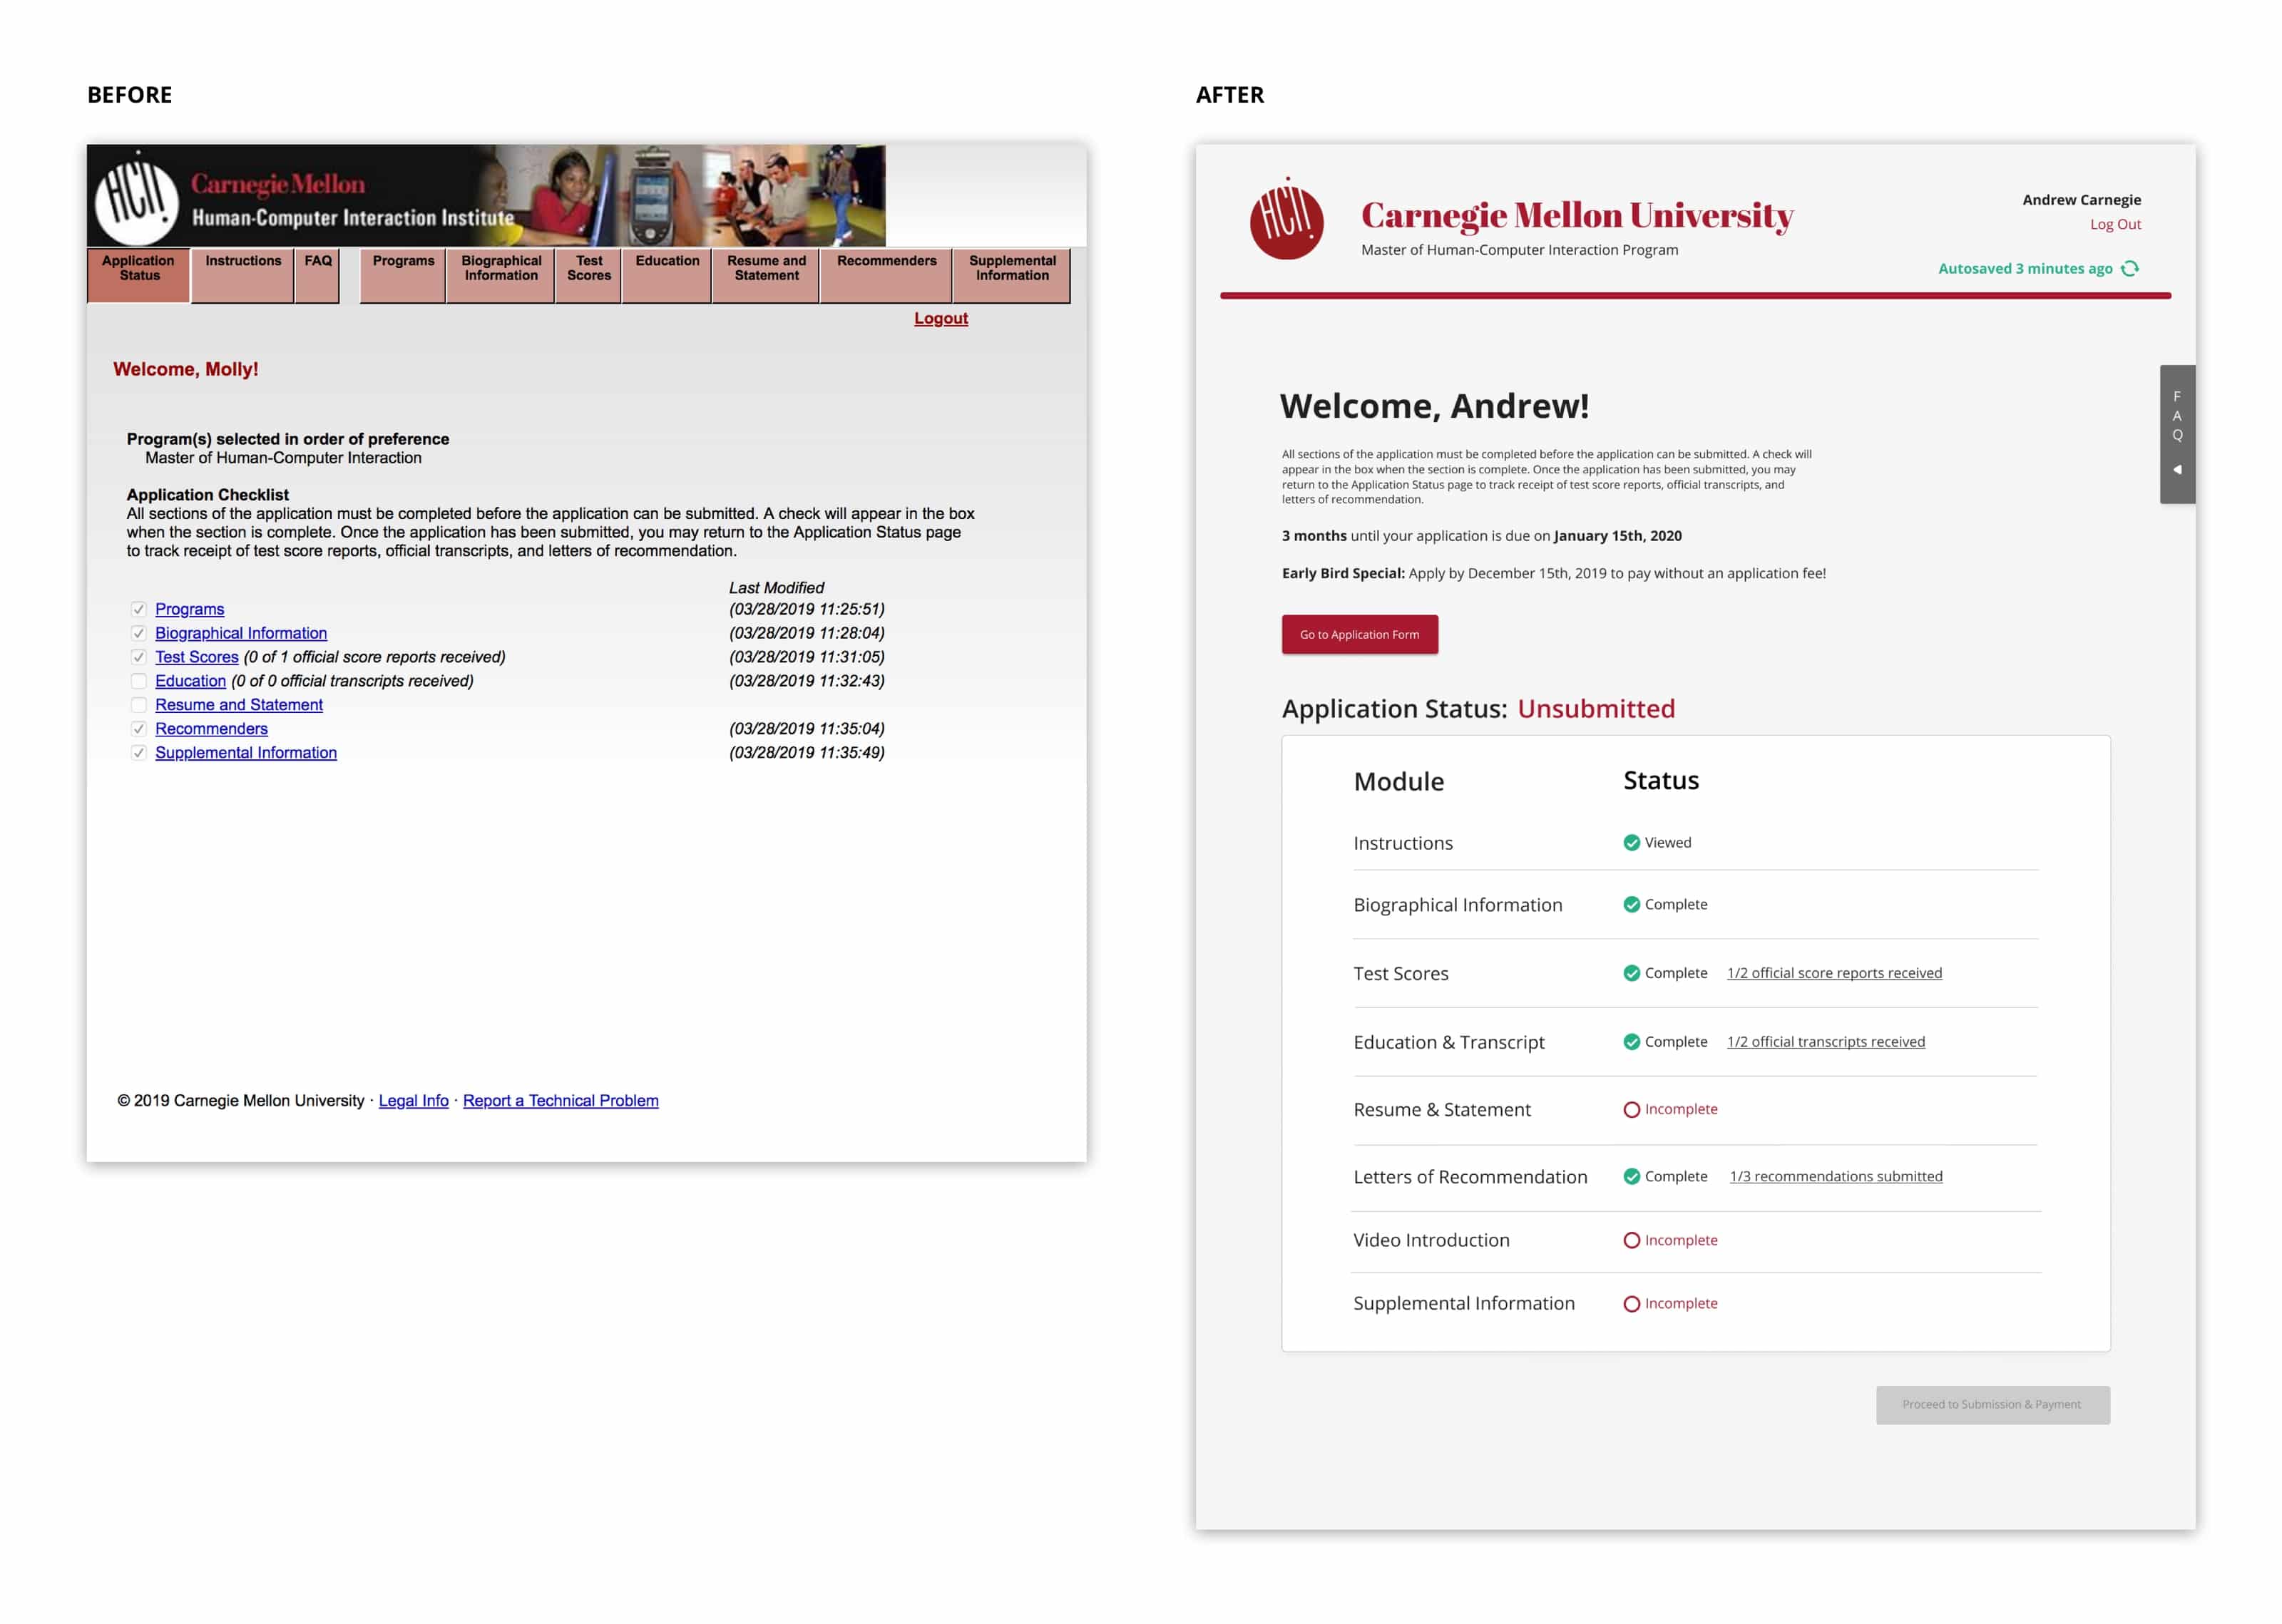 BEFORE
HCII
Carnegie Mellon
Human-Computer Interaction Institute
Application Status
Instructions
FAQ
Programs
Biographical Information
Test Scores
Education
Resume and Statement
Recommenders
Supplemental Information
Logout
Welcome, Molly!
Program(s) selected in order of preference
Master of Human-Computer Interaction
Application Checklist
All sections of the application must be completed before the application can be submitted. A check will appear in the box
when the section is complete. Once the application has been submitted, you may return to the Application Status page
to track receipt of test score reports, official transcripts, and letters of recommendation.
Last Modified
Programs (03/28/2019 11:25:51)
Biographical Information (03/28/2019 11:28:04)
Test Scores (0 of 1 official score reports received) (03/28/2019 11:31:05)
Education (0 of 0 official transcripts received) (03/28/2019 11:32:43)
Resume and Statement
Recommenders (03/28/2019 11:35:04)
Supplemental Information (03/28/2019 11:35:49)
© 2019 Carnegie Mellon University · Legal Info · Report a Technical Problem
AFTER
HCII
Carnegie Mellon University
Master of Human-Computer Interaction Program
Andrew Carnegie
Log Out
Autosaved 3 minutes ago
FAQ
Welcome, Andrew!
All sections of the application must be completed before the application can be submitted. A check will
appear in the box when the section is complete. Once the application has been submitted, you may
return to the Application Status page to track receipt of test score reports, official transcripts, and
letters of recommendation.
3 months until your application is due on January 15th, 2020
Early Bird Special: Apply by December 15th, 2019 to pay without an application fee!
Go to Application Form
Application Status: Unsubmitted
Module Status
Instructions Viewed
Biographical Information Complete
Test Scores Complete 1/2 official score reports received
Education & Transcript Complete 1/2 official transcripts received
Resume & Statement Incomplete
Letters of Recommendation Complete 1/3 recommendations submitted
Video Introduction Incomplete
Supplemental Information Incomplete
Proceed to Submission & Payment